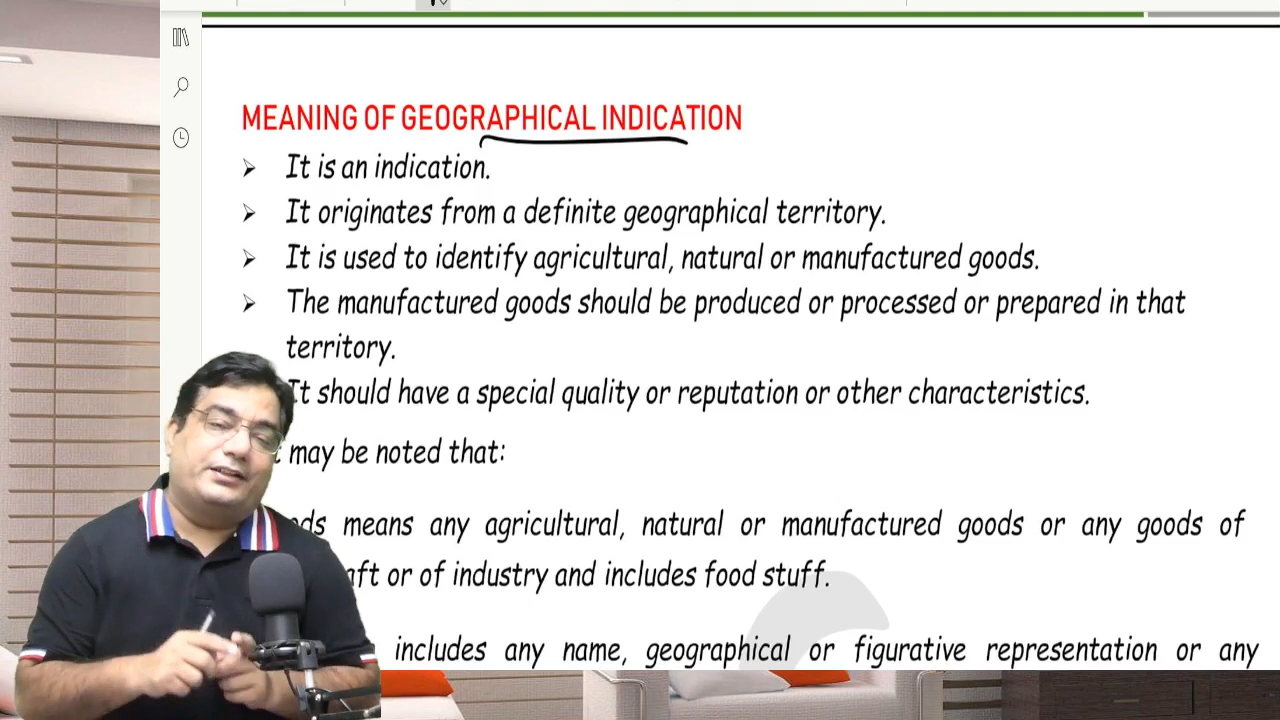 MEANING OF GEOGRAPHICAL INDICATION
It is an indication.
It originates from a definite geographical territory.
It is used to identify agricultural, natural or manufactured goods.
The manufactured goods should be produced or processed or prepared in that
territory.
It should have a special quality or reputation or other characteristics.
may be noted that:
means any agricultural, natural or manufactured goods or any goods of
or of industry and includes food stuff.
includes any name, geographical or figurative representation or any